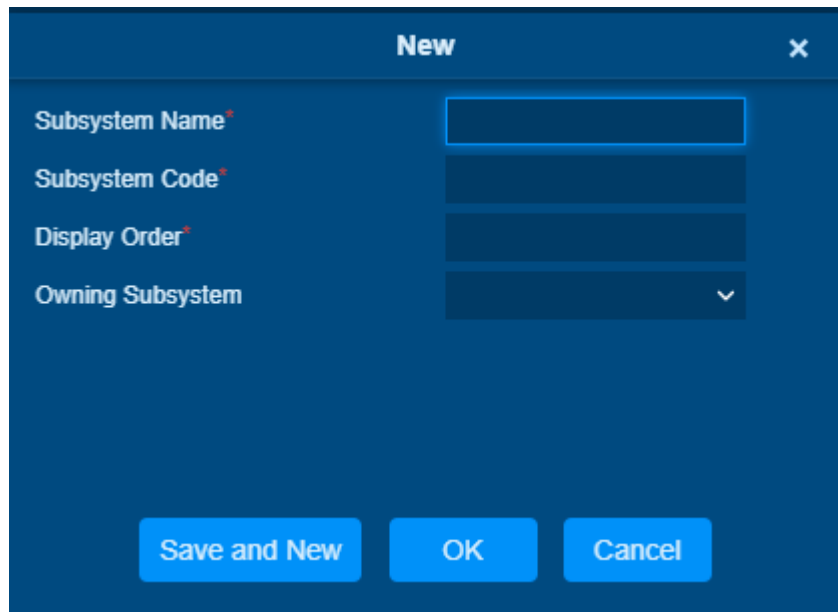 New ×
Subsystem Name*
Subsystem Code*
Display Order*
Owning Subsystem
Save and New OK Cancel